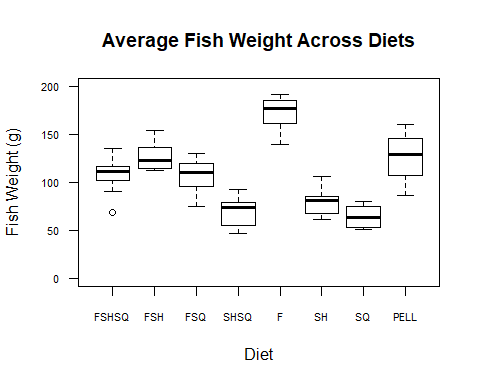 Average Fish Weight Across Diets
Fish Weight (g)
200
150
100
50
0
FSHSQ FSH FSQ SHSQ F SH SQ PELL
Diet